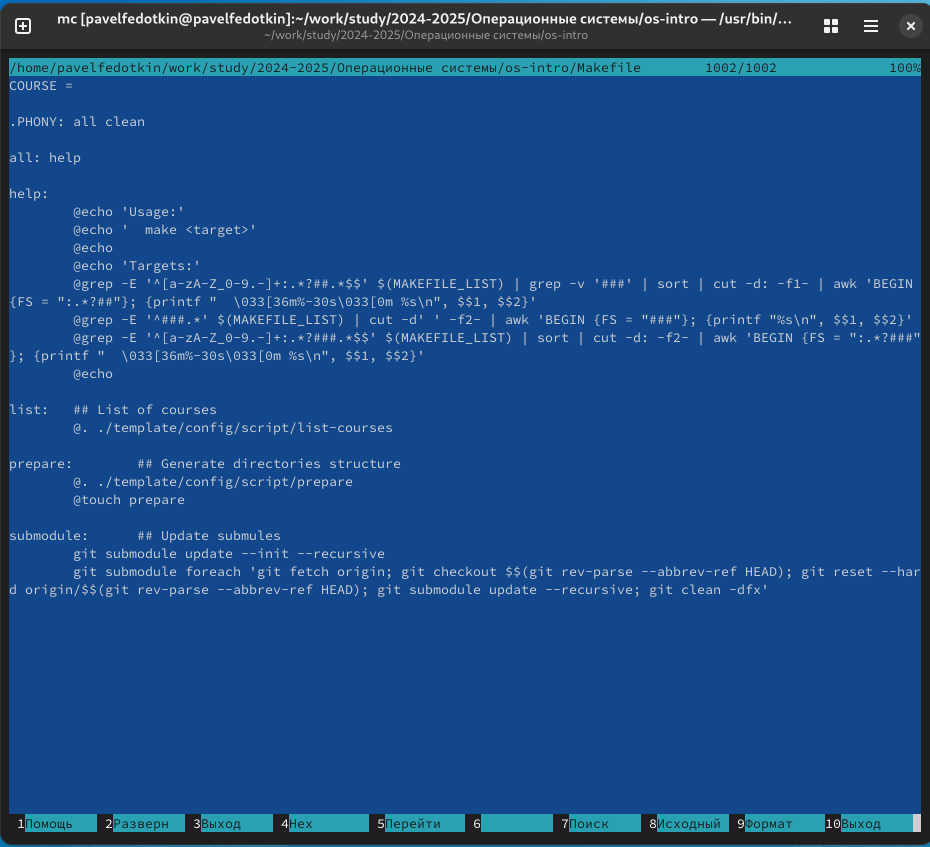 mc [pavelfedotkin@pavelfedotkin]:~/work/study/2024-2025/Операционные системы/os-intro — /usr/bin/...
~/work/study/2024-2025/Операционные системы/os-intro
/home/pavelfedotkin/work/study/2024-2025/Операционные системы/os-intro/Makefile 1002/1002 100%
COURSE =
.PHONY: all clean
all: help
help:
@echo 'Usage:'
@echo '  make <target>'
@echo
@echo 'Targets:'
@grep -E '^[a-zA-Z_0-9.-]+:.*?##.*$$' $(MAKEFILE_LIST) | grep -v '###' | sort | cut -d: -f1- | awk 'BEGIN
{FS = ":.*?##"}; {printf "  \033[36m%-30s\033[0m %s\n", $$1, $$2}'
@grep -E '^###.*' $(MAKEFILE_LIST) | cut -d' ' -f2- | awk 'BEGIN {FS = "###"}; {printf "%s\n", $$1, $$2}'
@grep -E '^[a-zA-Z_0-9.-]+:.*?###.*$$' $(MAKEFILE_LIST) | sort | cut -d: -f2- | awk 'BEGIN {FS = ":.*?###"
}; {printf "  \033[36m%-30s\033[0m %s\n", $$1, $$2}'
@echo
list:   ## List of courses
@. ./template/config/script/list-courses
prepare:        ## Generate directories structure
@. ./template/config/script/prepare
@touch prepare
submodule:      ## Update submules
git submodule update --init --recursive
git submodule foreach 'git fetch origin; git checkout $$(git rev-parse --abbrev-ref HEAD); git reset --har
d origin/$$(git rev-parse --abbrev-ref HEAD); git submodule update --recursive; git clean -dfx'
1Помощь 2Разверн 3Выход 4Hex 5Перейти 6 7Поиск 8Исходный 9Формат 10Выход